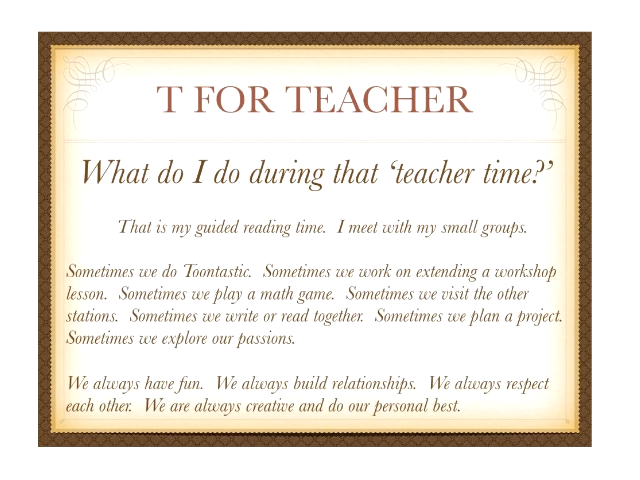 T FOR TEACHER
What do I do during that ‘teacher time?’
That is my guided reading time.  I meet with my small groups.
Sometimes we do Toontastic.  Sometimes we work on extending a workshop
lesson.  Sometimes we play a math game.  Sometimes we visit the other
stations.  Sometimes we write or read together.  Sometimes we plan a project.
Sometimes we explore our passions.
We always have fun.  We always build relationships.  We always respect
each other.  We are always creative and do our personal best.